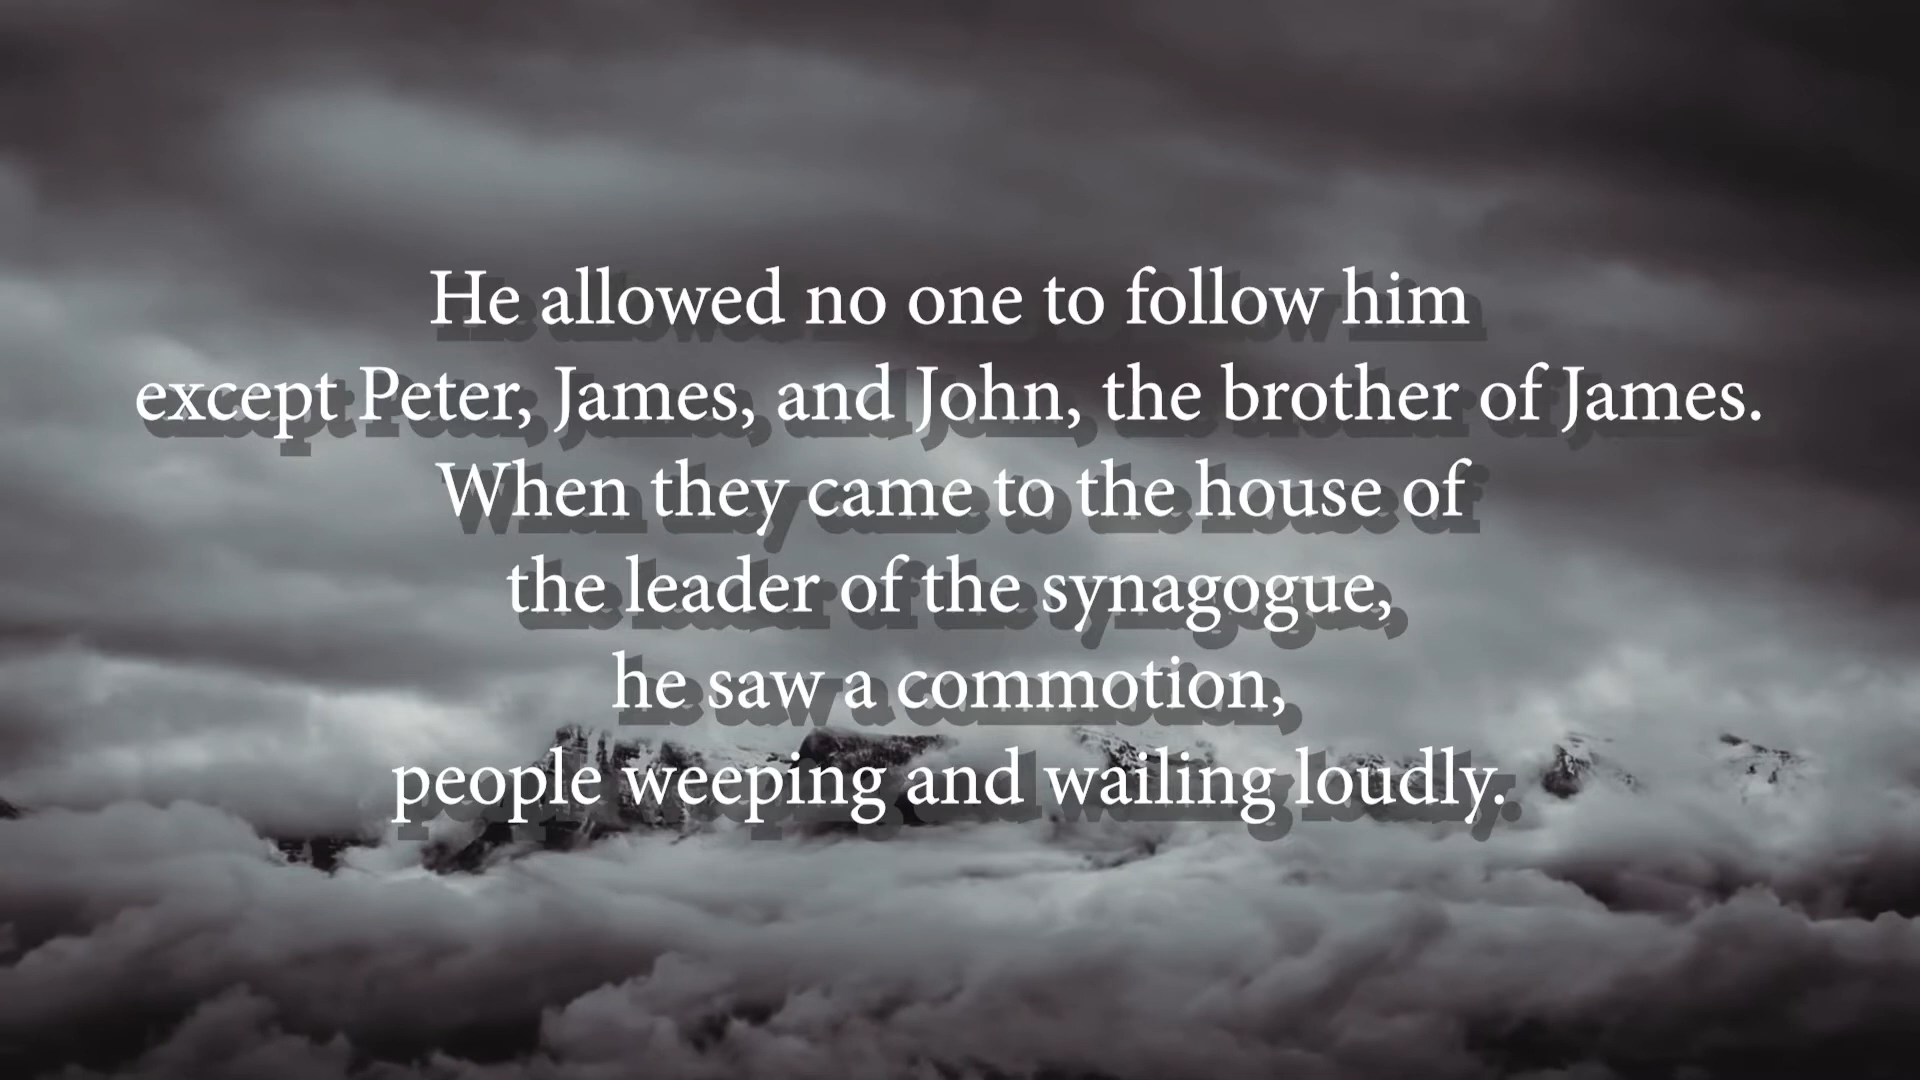 He allowed no one to follow him
except Peter, James, and John, the brother of James.
When they came to the house of
the leader of the synagogue,
he saw a commotion,
people weeping and wailing loudly.